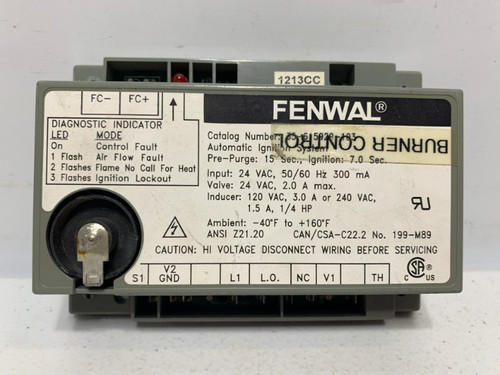 1213CC
FC- FC+
FENWAL®
DIAGNOSTIC INDICATOR
LED MODE
On Control Fault
1 Flash Air Flow Fault
2 Flashes Flame No Call For Heat
3 Flashes Ignition Lockout
Catalog Number:
Automatic Ignition System
Pre-Purge: 15 Sec., Ignition: 7.0 Sec.
BURNER CONTROL
Input: 24 VAC, 50/60 Hz 300 mA
Valve: 24 VAC, 2.0 A max.
Inducer: 120 VAC, 3.0 A or 240 VAC,
1.5 A, 1/4 HP
Ambient: -40°F to +160°F
ANSI Z21.20 CAN/CSA-C22.2 No. 199-M89
CAUTION: HI VOLTAGE DISCONNECT WIRING BEFORE SERVICING
S1 V2 GND L1 L.O. NC V1 TH
C SA US